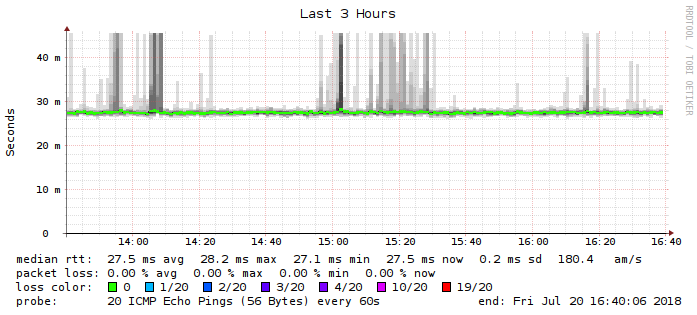 Last 3 Hours
RRDTOOL / TOBI OETIKER
Seconds
40 m
30 m
20 m
10 m
0
14:00 14:20 14:40 15:00 15:20 15:40 16:00 16:20 16:40
median rtt: 27.5 ms avg 28.2 ms max 27.1 ms min 27.5 ms now 0.2 ms sd 180.4 am/s
packet loss: 0.00 % avg 0.00 % max 0.00 % min 0.00 % now
loss color: 0 1/20 2/20 3/20 4/20 10/20 19/20
probe: 20 ICMP Echo Pings (56 Bytes) every 60s end: Fri Jul 20 16:40:06 2018